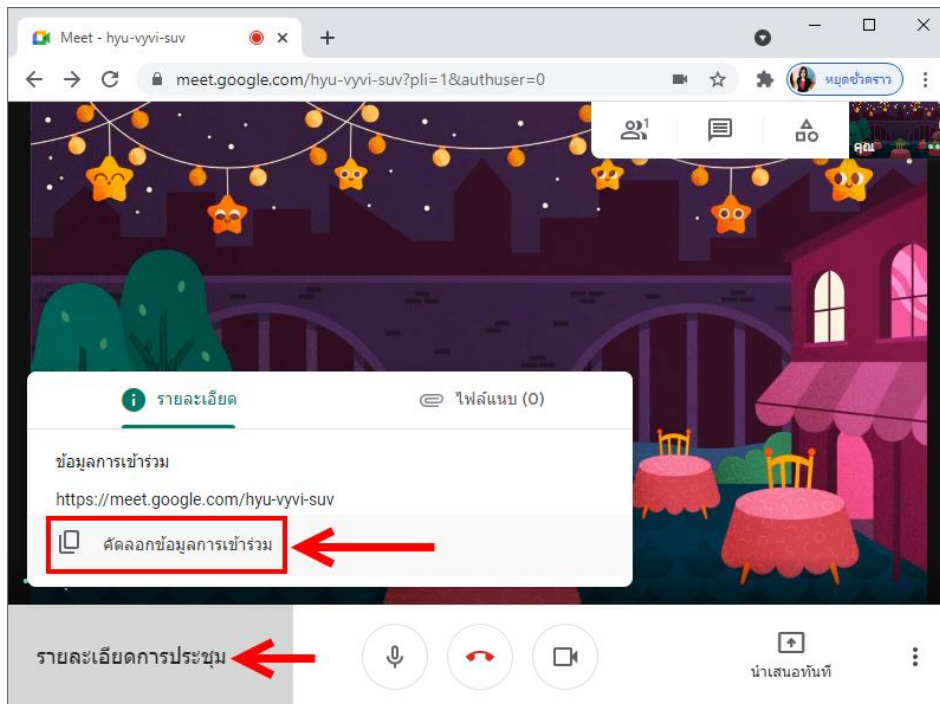 Meet - hyu-vyvi-suv
meet.google.com/hyu-vyvi-suv?pli=1&authuser=0
หยุดชั่วคราว
1
คุณ
รายละเอียด
ไฟล์แนบ (0)
ข้อมูลการเข้าร่วม
https://meet.google.com/hyu-vyvi-suv
คัดลอกข้อมูลการเข้าร่วม
รายละเอียดการประชุม
นำเสนอทันที